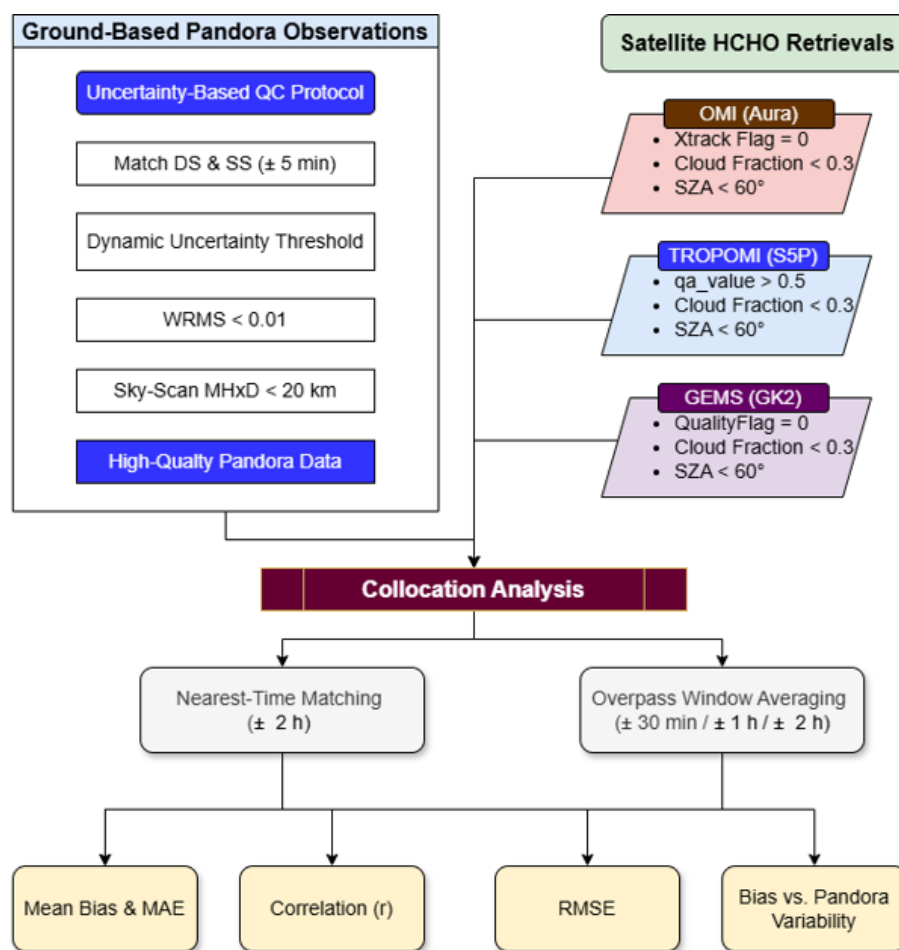 Ground-Based Pandora Observations
Uncertainty-Based QC Protocol
Match DS & SS (± 5 min)
Dynamic Uncertainty Threshold
WRMS < 0.01
Sky-Scan MHxD < 20 km
High-Qualty Pandora Data
Satellite HCHO Retrievals
OMI (Aura)
• Xtrack Flag = 0
• Cloud Fraction < 0.3
• SZA < 60°
TROPOMI (S5P)
• qa_value > 0.5
• Cloud Fraction < 0.3
• SZA < 60°
GEMS (GK2)
• QualityFlag = 0
• Cloud Fraction < 0.3
• SZA < 60°
Collocation Analysis
Nearest-Time Matching
(± 2 h)
Overpass Window Averaging
(± 30 min / ± 1 h / ± 2 h)
Mean Bias & MAE
Correlation (r)
RMSE
Bias vs. Pandora
Variability